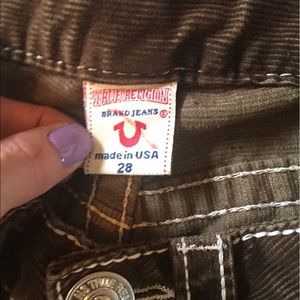 TRUE RELIGION
BRAND JEANS®
made in USA
28